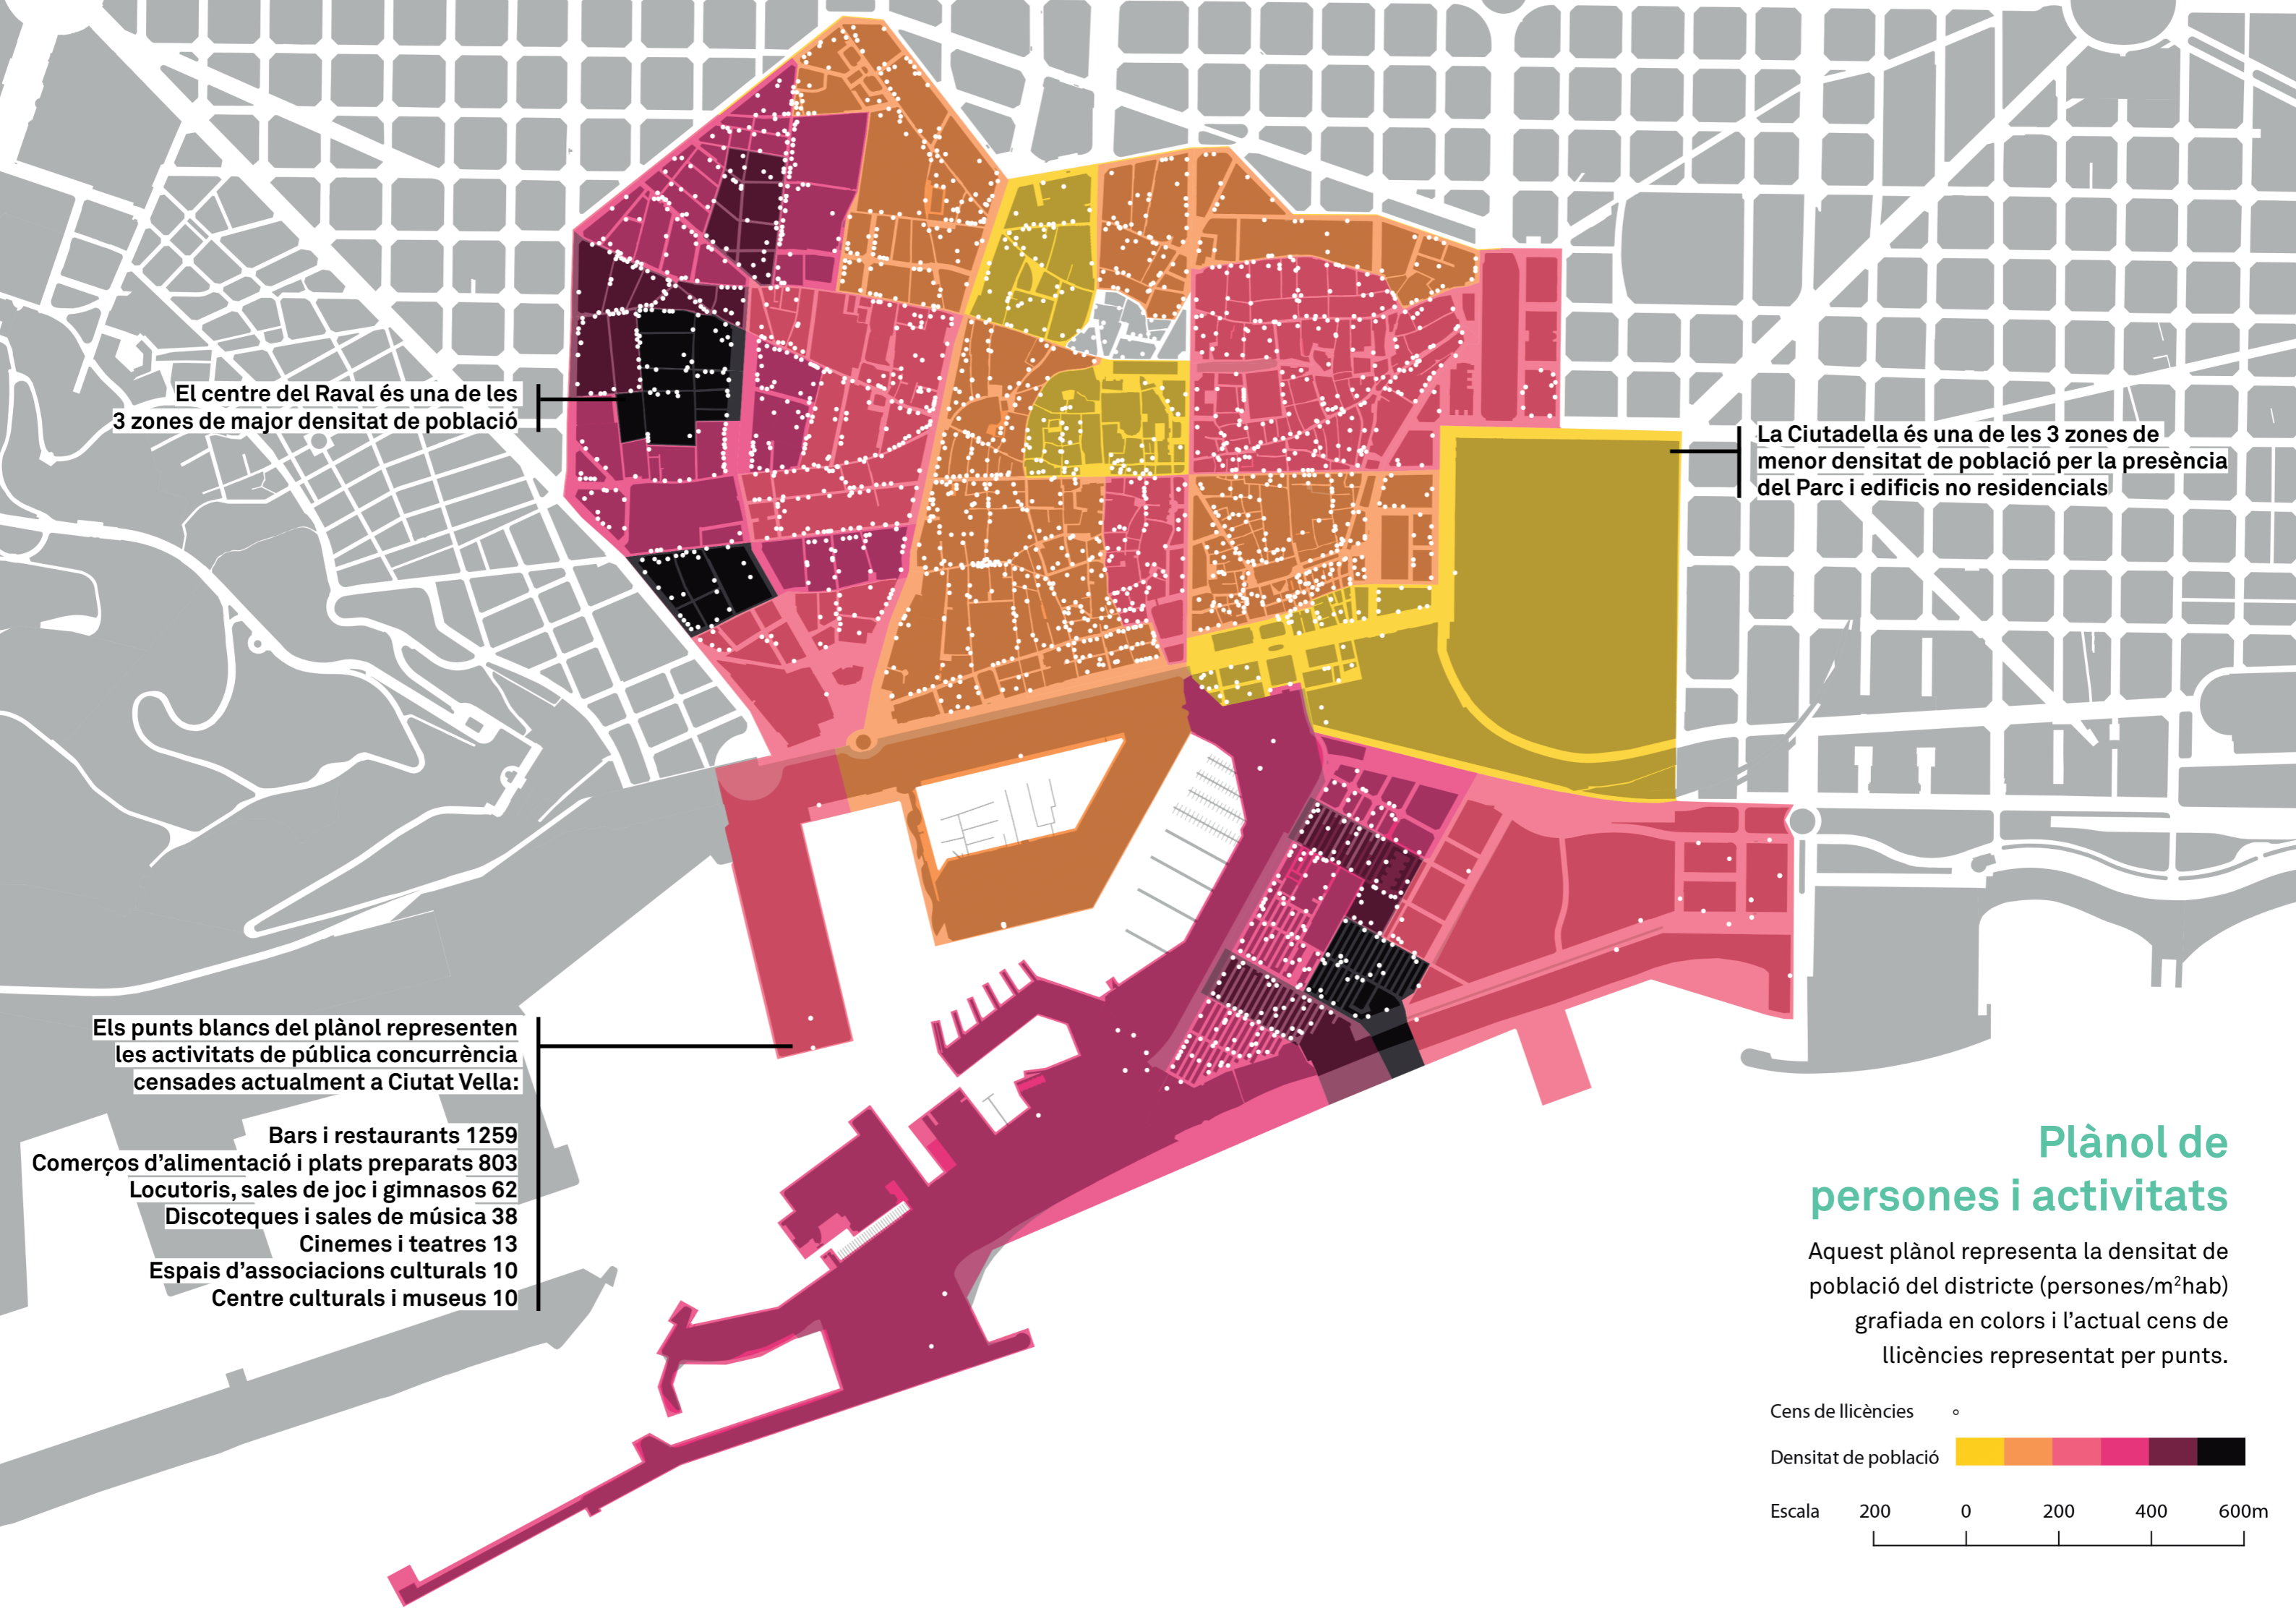 El centre del Raval és una de les
3 zones de major densitat de població
La Ciutadella és una de les 3 zones de
menor densitat de població per la presència
del Parc i edificis no residencials
Els punts blancs del plànol representen
les activitats de pública concurrència
censades actualment a Ciutat Vella:
Bars i restaurants 1259
Comerços d'alimentació i plats preparats 803
Locutoris, sales de joc i gimnasos 62
Discoteques i sales de música 38
Cinemes i teatres 13
Espais d'associacions culturals 10
Centre culturals i museus 10
Plànol de
persones i activitats
Aquest plànol representa la densitat de
població del districte (persones/m²hab)
grafiada en colors i l'actual cens de
llicències representat per punts.
Cens de llicències
Densitat de població
Escala 200 0 200 400 600m